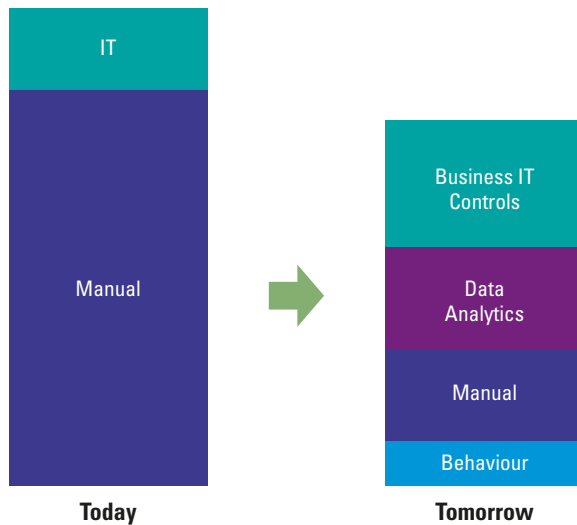 IT
Manual
Today
Business IT
Controls
Data
Analytics
Manual
Behaviour
Tomorrow